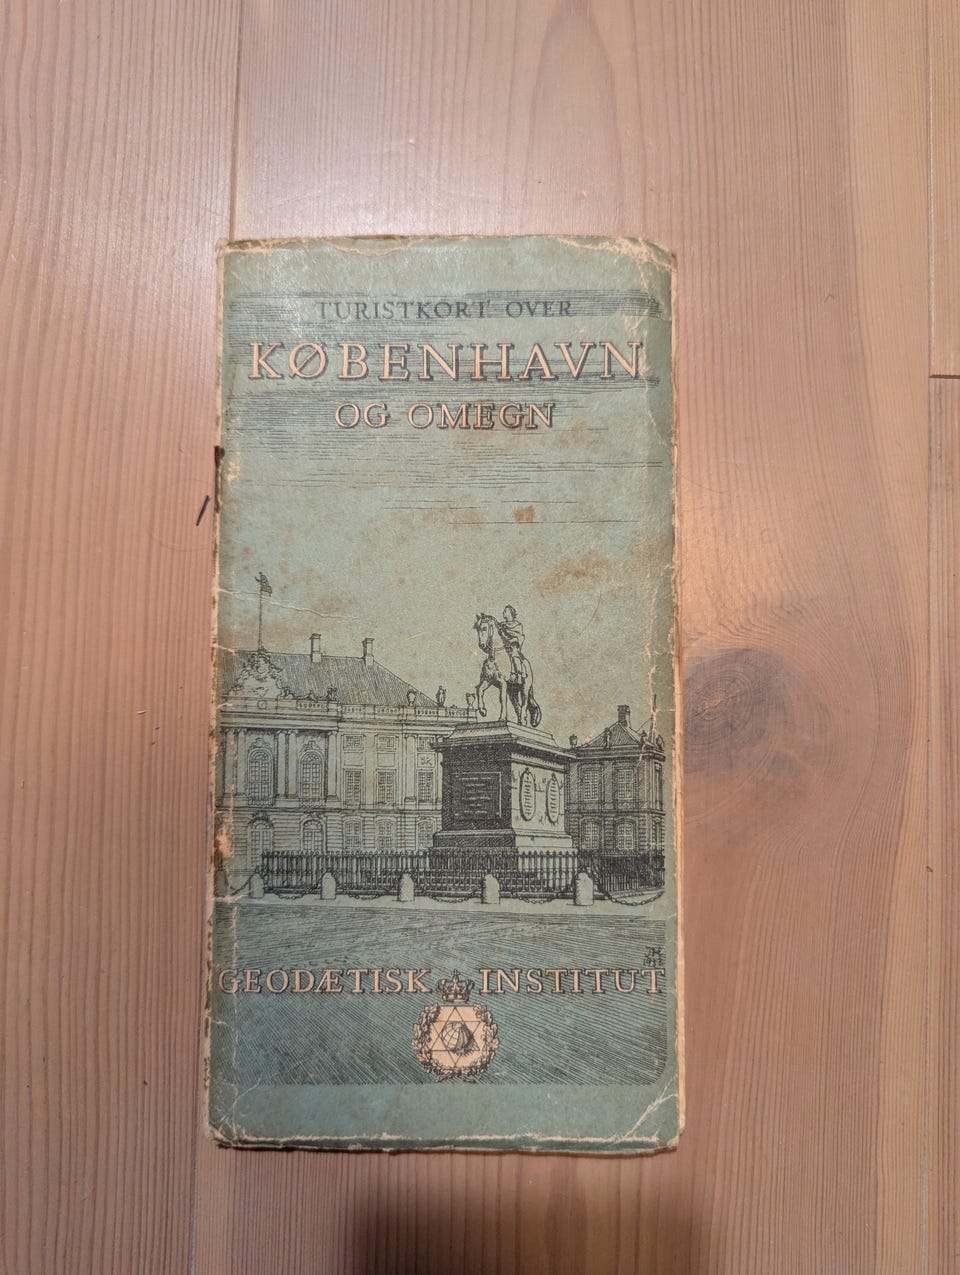 TURISTKORT OVER
KØBENHAVN
OG OMEGN
GEODÆTISK INSTITUT